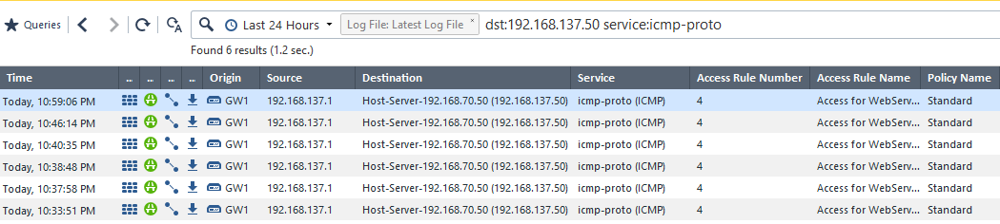 Queries Last 24 Hours Log File: Latest Log File × dst:192.168.137.50 service:icmp-proto
Found 6 results (1.2 sec.)
Time ... ... ... ... Origin Source Destination Service Access Rule Number Access Rule Name Policy Name
Today, 10:59:06 PM GW1 192.168.137.1 Host-Server-192.168.70.50 (192.168.137.50) icmp-proto (ICMP) 4 Access for WebServ... Standard
Today, 10:46:14 PM GW1 192.168.137.1 Host-Server-192.168.70.50 (192.168.137.50) icmp-proto (ICMP) 4 Access for WebServ... Standard
Today, 10:40:35 PM GW1 192.168.137.1 Host-Server-192.168.70.50 (192.168.137.50) icmp-proto (ICMP) 4 Access for WebServ... Standard
Today, 10:38:48 PM GW1 192.168.137.1 Host-Server-192.168.70.50 (192.168.137.50) icmp-proto (ICMP) 4 Access for WebServ... Standard
Today, 10:37:58 PM GW1 192.168.137.1 Host-Server-192.168.70.50 (192.168.137.50) icmp-proto (ICMP) 4 Access for WebServ... Standard
Today, 10:33:51 PM GW1 192.168.137.1 Host-Server-192.168.70.50 (192.168.137.50) icmp-proto (ICMP) 4 Access for WebServ... Standard